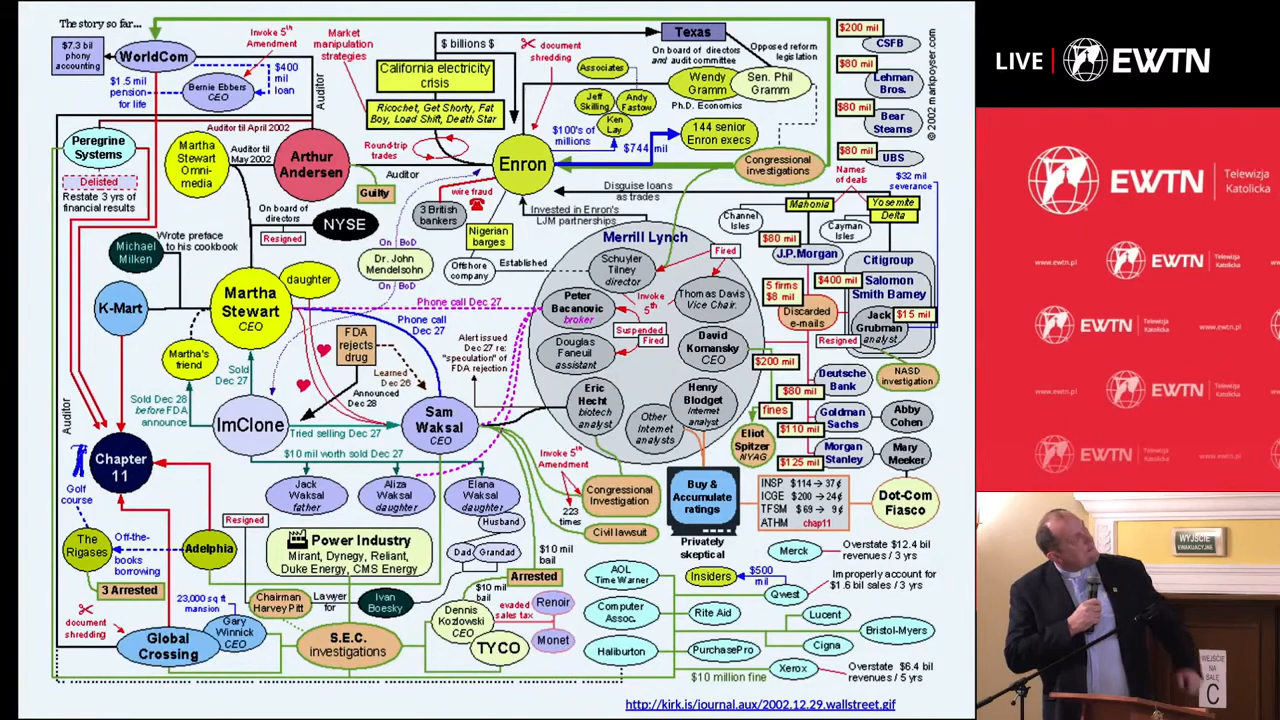 The story so far...
$7.3 bil
phony
accounting
WorldCom
Invoke 5th
Amendment
$1.5 mil
pension
for life
Bernie Ebbers
CEO
$400
mil
loan
Auditor
Market
manipulation
strategies
$ billions $
California electricity
crisis
Ricochet, Get Shorty, Fat
Boy, Load Shift, Death Star
document
shredding
Associates
Jeff
Skilling
Andy
Fastow
Ken
Lay
Texas
On board of directors
and audit committee
Opposed reform
legislation
Wendy
Gramm
Ph.D. Economics
Sen. Phil
Gramm
144 senior
Enron execs
$100's of
millions
$744 mil
Congressional
investigations
$200 mil
CSFB
$80 mil
Lehman
Bros.
$80 mil
Bear
Stearns
$80 mil
UBS
© 2002 markpoyser.com
Peregrine
Systems
Delisted
Restate 3 yrs of
financial results
Auditor til April 2002
Martha
Stewart
Omni-
media
Auditor til
May 2002
Arthur
Andersen
Round-trip
trades
Enron
Auditor
Guilty
wire fraud
3 British
bankers
Nigerian
barges
Disguise loans
as trades
Invested in Enron's
LJM partnerships
Names
of deals
$32 mil
severance
Mahonia
Yosemite
Delta
Channel
Isles
Cayman
Isles
On board of
directors
Resigned
NYSE
Michael
Milken
Wrote preface
to his cookbook
On BoD
Dr. John
Mendelsohn
On BoD
Offshore
company
Established
Merrill Lynch
Schuyler
Tilney
director
Fired
Peter
Bacanovic
broker
Invoke
5th
Thomas Davis
Vice Chair.
Suspended
Fired
Douglas
Faneuil
assistant
David
Komansky
CEO
Eric
Hecht
biotech
analyst
Henry
Blodget
Internet
analyst
Other
Internet
analysts
$80 mil
J.P.Morgan
5 firms
$8 mil
$400 mil
Discarded
e-mails
Citigroup
Salomon
Smith Barney
Jack
Grubman
analyst
$15 mil
Resigned
NASD
investigation
$200 mil
$80 mil
Deutsche
Bank
fines
$110 mil
Goldman
Sachs
Abby
Cohen
$125 mil
Morgan
Stanley
Mary
Meeker
Eliot
Spitzer
NYAG
K-Mart
Martha
Stewart
CEO
daughter
Phone call Dec 27
Phone call
Dec 27
FDA
rejects
drug
Learned
Dec 26
Announced
Dec 28
Alert issued
Dec 27 re:
"speculation" of
FDA rejection
Martha's
friend
Sold
Dec 27
Sold Dec 28
before FDA
announce
ImClone
Tried selling Dec 27
Sam
Waksal
CEO
$10 mil worth sold Dec 27
Jack
Waksal
father
Aliza
Waksal
daughter
Elana
Waksal
daughter
Husband
Dad
Grandad
Invoke 5th
Amendment
223
times
Congressional
Investigation
Civil lawsuit
Buy &
Accumulate
ratings
Privately
skeptical
INSP $114 → 37¢
ICGE $200 → 24¢
TFSM $69 → 9¢
ATHM chap11
Dot-Com
Fiasco
Auditor
Chapter
11
Golf
course
The
Rigases
Off-the-
books
borrowing
Adelphia
3 Arrested
Resigned
Power Industry
Mirant, Dynegy, Reliant,
Duke Energy, CMS Energy
$10 mil
bail
Arrested
Chairman
Harvey Pitt
Lawyer
for
Ivan
Boesky
$10 mil
bail
Dennis
Kozlowski
CEO
evaded
sales tax
Renoir
Monet
TYCO
document
shredding
23,000 sq ft
mansion
Gary
Winnick
CEO
Global
Crossing
S.E.C.
investigations
AOL
Time Warner
Insiders
$500
mil
Qwest
Merck
Overstate $12.4 bil
revenues / 3 yrs
Improperly account for
$1.6 bil sales / 3 yrs
Computer
Assoc.
Rite Aid
Lucent
Bristol-Myers
Haliburton
PurchasePro
Cigna
Xerox
$10 million fine
Overstate $6.4 bil
revenues / 5 yrs
http://kirk.is/journal.aux/2002.12.29.wallstreet.gif
LIVE EWTN
EWTN Telewizja
Katolicka
www.ewtn.pl
EWTN
Telewizja
Katolicka
EWTN
www.ewtn.pl
www.ewtn.pl
EWTN
Telewizja
Katolicka
WYJŚCIE
EWAKUACYJNE
WEJŚCIE
NA
SALĘ
C